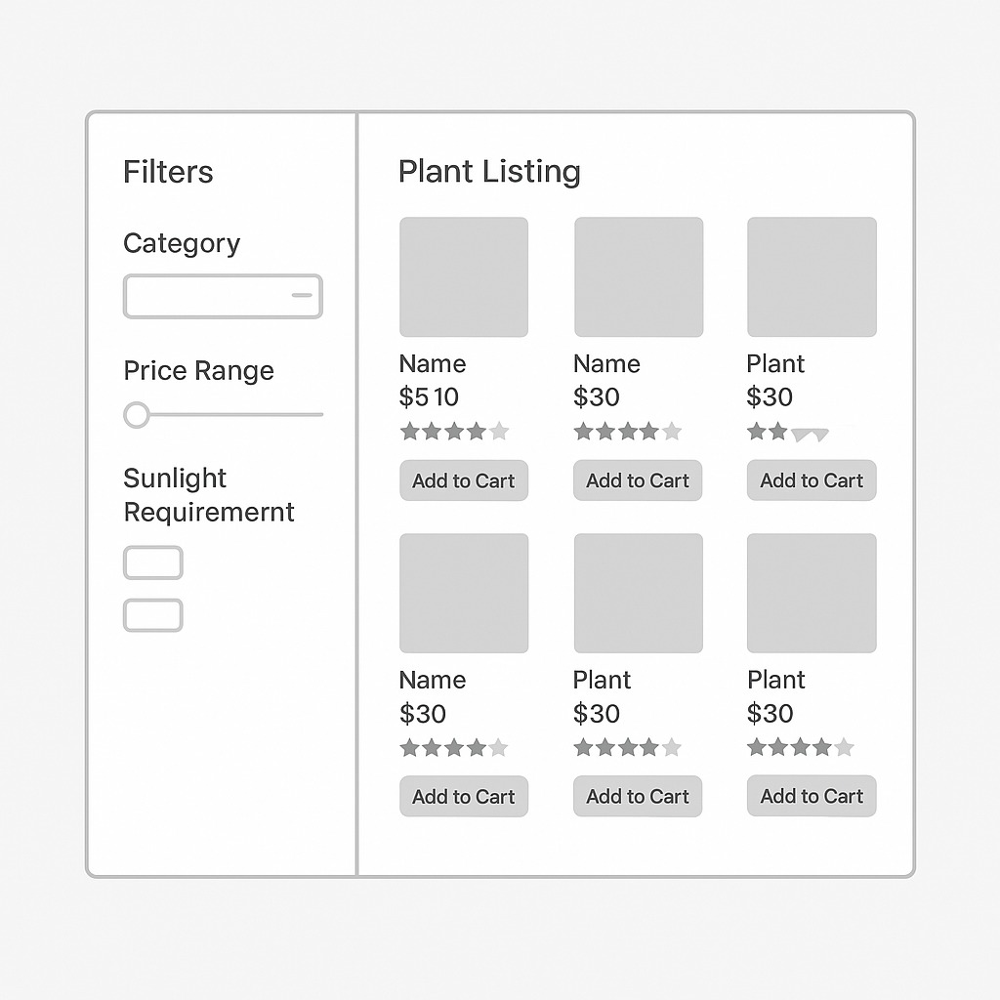 Filters
Category
Price Range
Sunlight
Requiremernt
Plant Listing
Name
$5 10
Add to Cart
Name
$30
Add to Cart
Plant
$30
Add to Cart
Name
$30
Add to Cart
Plant
$30
Add to Cart
Plant
$30
Add to Cart